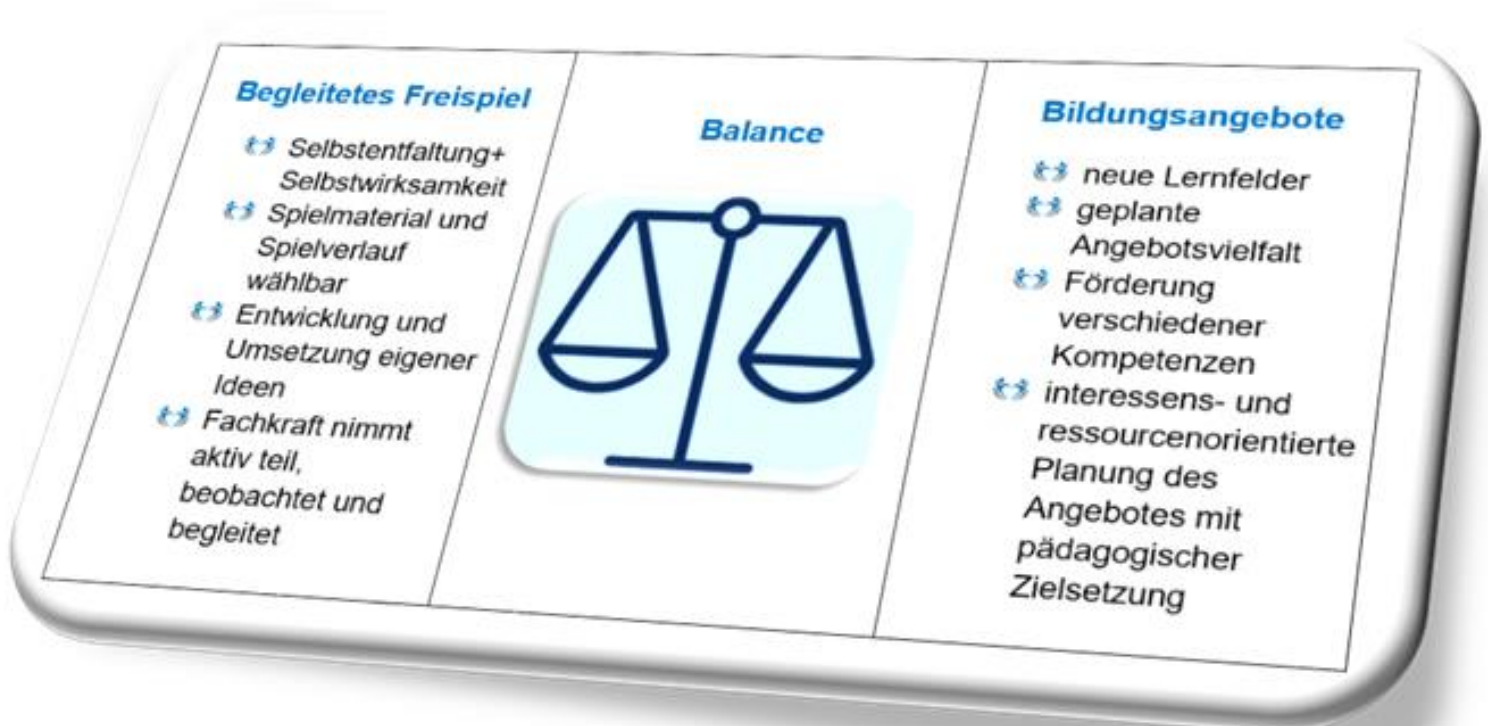 Begleitetes Freispiel
Selbstentfaltung+
Selbstwirksamkeit
Spielmaterial und
Spielverlauf
wählbar
Entwicklung und
Umsetzung eigener
Ideen
Fachkraft nimmt
aktiv teil,
beobachtet und
begleitet
Balance
Bildungsangebote
neue Lernfelder
geplante
Angebotsvielfalt
Förderung
verschiedener
Kompetenzen
interessens- und
ressourcenorientierte
Planung des
Angebotes mit
pädagogischer
Zielsetzung